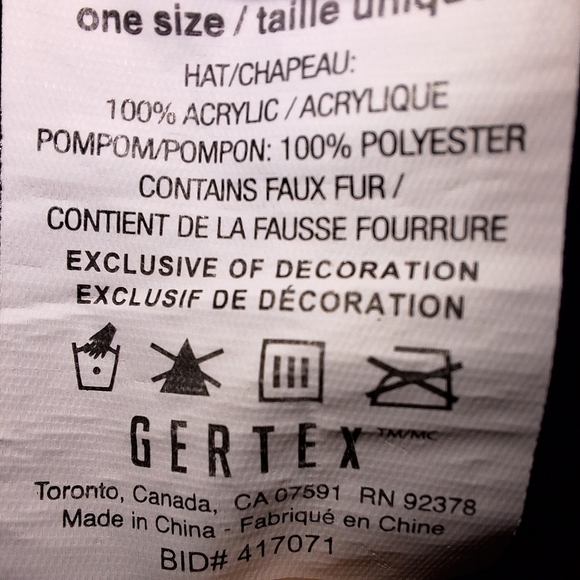 one size / taille unique
HAT/CHAPEAU:
100% ACRYLIC / ACRYLIQUE
POMPOM/POMPON: 100% POLYESTER
CONTAINS FAUX FUR /
CONTIENT DE LA FAUSSE FOURRURE
EXCLUSIVE OF DECORATION
EXCLUSIF DE DÉCORATION
GERTEX TM/MC
Toronto, Canada, CA 07591 RN 92378
Made in China - Fabriqué en Chine
BID# 417071